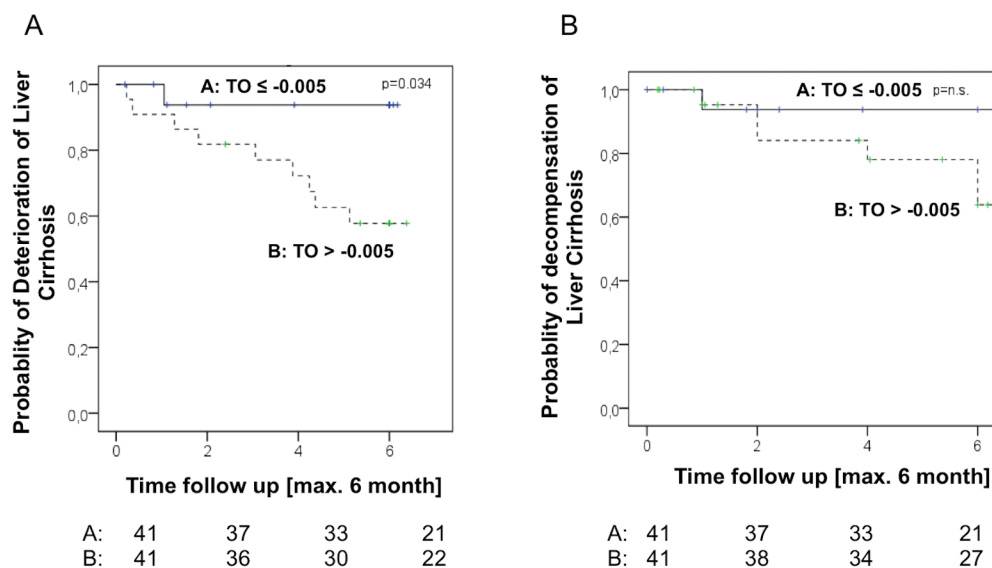 A
Probablity of Deterioration of Liver
Cirrhosis
1,0
0,8
0,6
0,4
0,2
0,0
A: TO ≤ -0.005
p=0.034
B: TO > -0.005
0 2 4 6
Time follow up [max. 6 month]
A: 41 37 33 21
B: 41 36 30 22
B
Probablity of decompensation of
Liver Cirrhosis
1,0
0,8
0,6
0,4
0,2
0,0
A: TO ≤ -0.005
p=n.s.
B: TO > -0.005
0 2 4 6
Time follow up [max. 6 month]
A: 41 37 33 21
B: 41 38 34 27